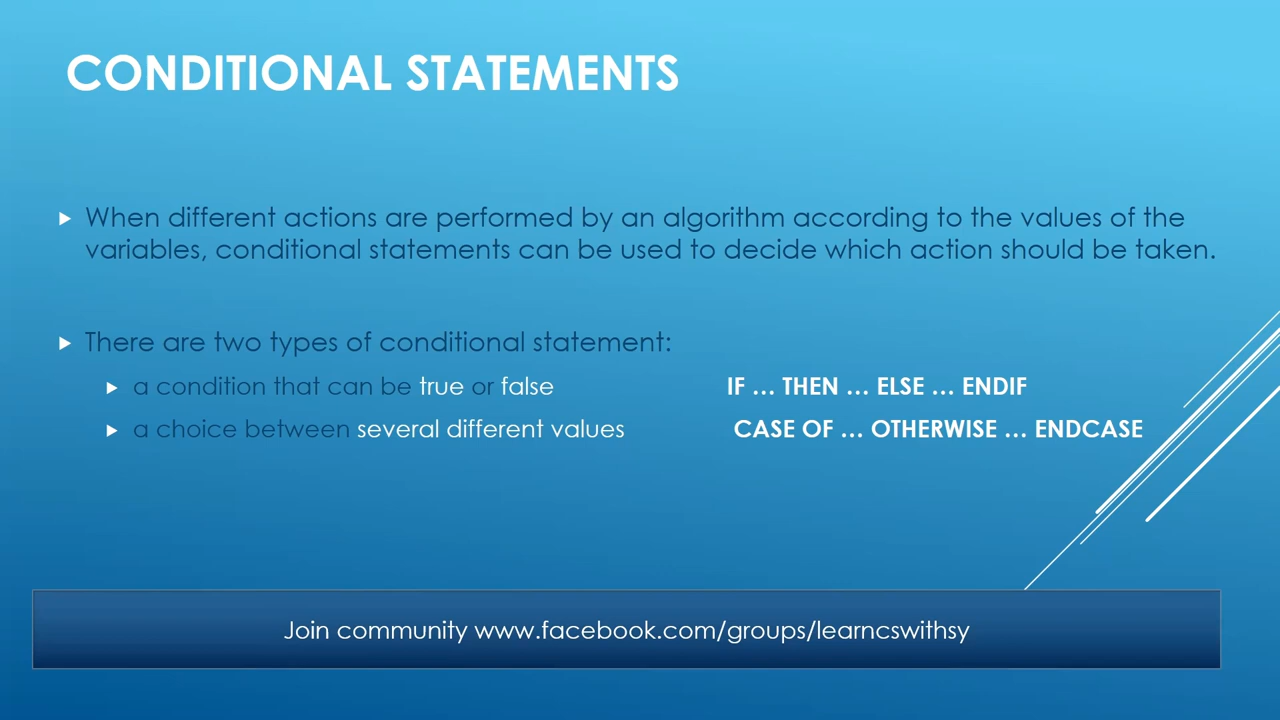 CONDITIONAL STATEMENTS
When different actions are performed by an algorithm according to the values of the
variables, conditional statements can be used to decide which action should be taken.
There are two types of conditional statement:
a condition that can be true or false IF … THEN … ELSE … ENDIF
a choice between several different values CASE OF … OTHERWISE … ENDCASE
Join community www.facebook.com/groups/learncswithsy